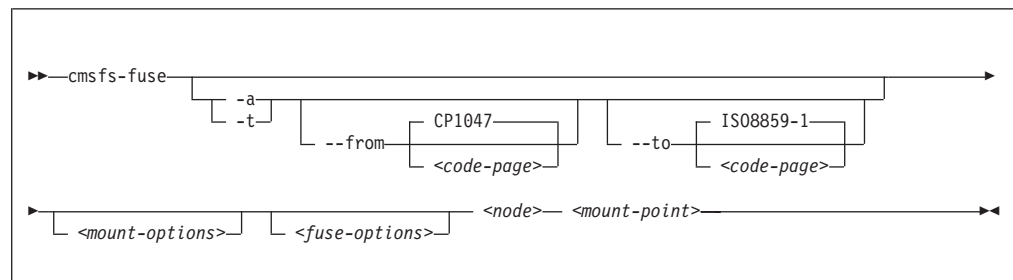 cmsfs-fuse
-a
-t
--from
CP1047
<code-page>
--to
ISO8859-1
<code-page>
<mount-options>
<fuse-options>
<node>
<mount-point>